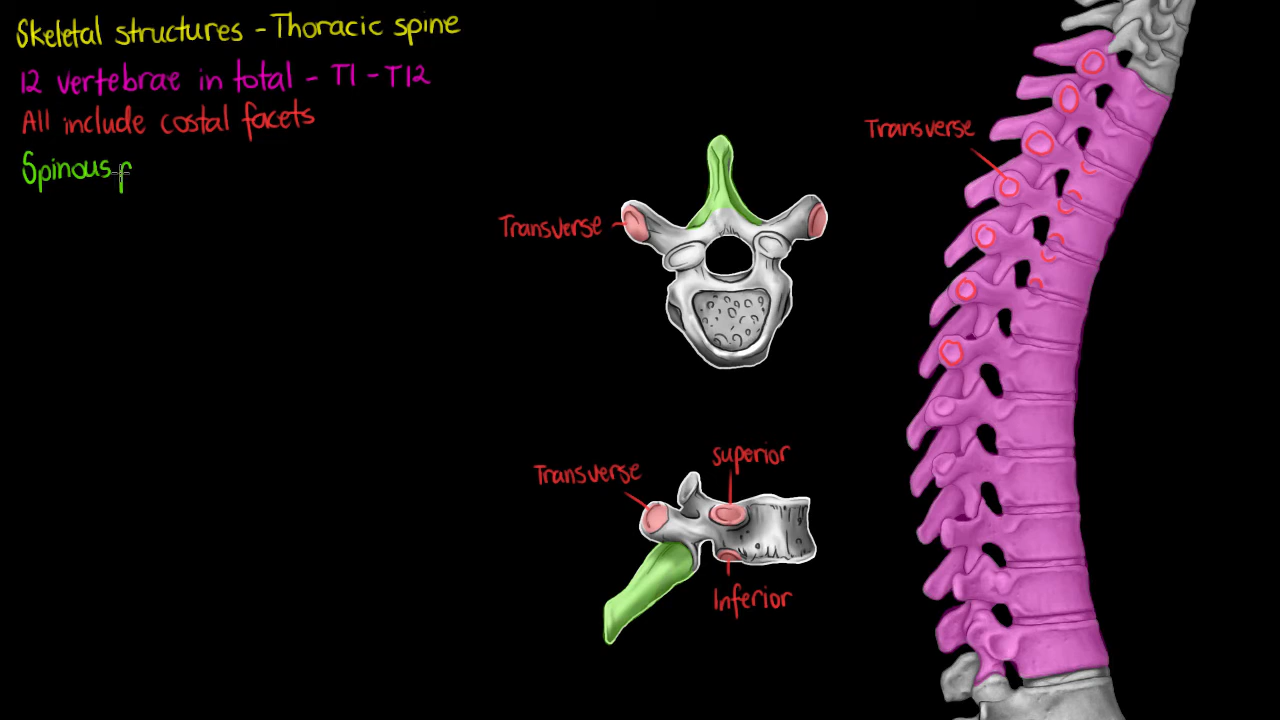 Skeletal structures - Thoracic spine
12 vertebrae in total - T1 - T12
All include costal facets
Spinous p
Transverse
Transverse
Transverse
superior
Inferior